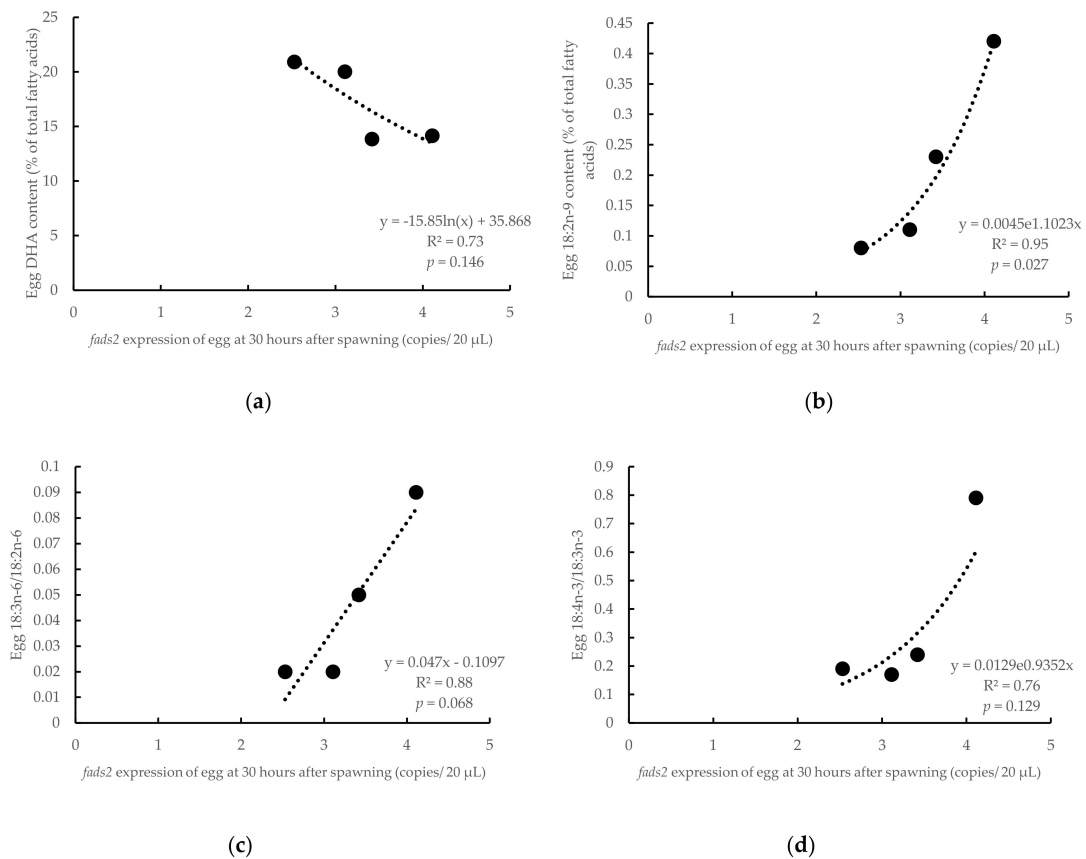 25
20
15
10
5
0
Egg DHA content (% of total fatty acids)
y = -15.85ln(x) + 35.868
R² = 0.73
p = 0.146
0 1 2 3 4 5
fads2 expression of egg at 30 hours after spawning (copies/20 µL)
(a)
0.45
0.4
0.35
0.3
0.25
0.2
0.15
0.1
0.05
0
Egg 18:2n-9 content (% of total fatty
acids)
y = 0.0045e1.1023x
R² = 0.95
p = 0.027
0 1 2 3 4 5
fads2 expression of egg at 30 hours after spawning (copies/20 µL)
(b)
0.1
0.09
0.08
0.07
0.06
0.05
0.04
0.03
0.02
0.01
0
Egg 18:3n-6/18:2n-6
y = 0.047x - 0.1097
R² = 0.88
p = 0.068
0 1 2 3 4 5
fads2 expression of egg at 30 hours after spawning (copies/20 µL)
(c)
0.9
0.8
0.7
0.6
0.5
0.4
0.3
0.2
0.1
0
Egg 18:4n-3/18:3n-3
y = 0.0129e0.9352x
R² = 0.76
p = 0.129
0 1 2 3 4 5
fads2 expression of egg at 30 hours after spawning (copies/20 µL)
(d)